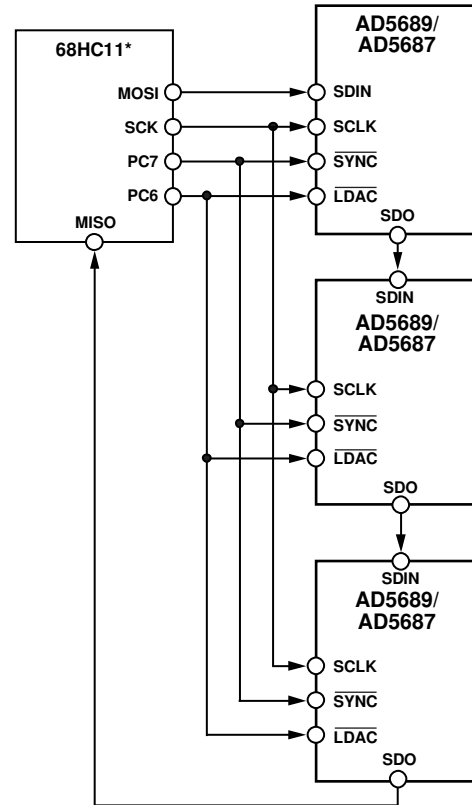 68HC11*
MOSI
SCK
PC7
PC6
MISO
AD5689/
AD5687
SDIN
SCLK
SYNC
LDAC
SDO
SDIN
AD5689/
AD5687
SCLK
SYNC
LDAC
SDO
SDIN
AD5689/
AD5687
SCLK
SYNC
LDAC
SDO